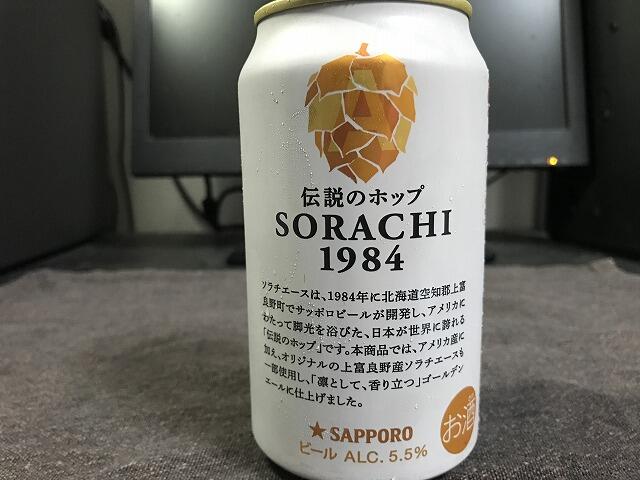 伝説のホップ
SORACHI
1984
ソラチエースは、1984年に北海道空知郡上富
良野町でサッポロビールが開発し、アメリカに
わたって脚光を浴びた、日本が世界に誇れる
「伝説のホップ」です。本商品では、アメリカ産に
加え、オリジナルの上富良野産ソラチエースも
一部使用し、「凛として、香り立つ」ゴールデン
エールに仕上げました。
★SAPPORO
ビール ALC. 5.5%
お酒